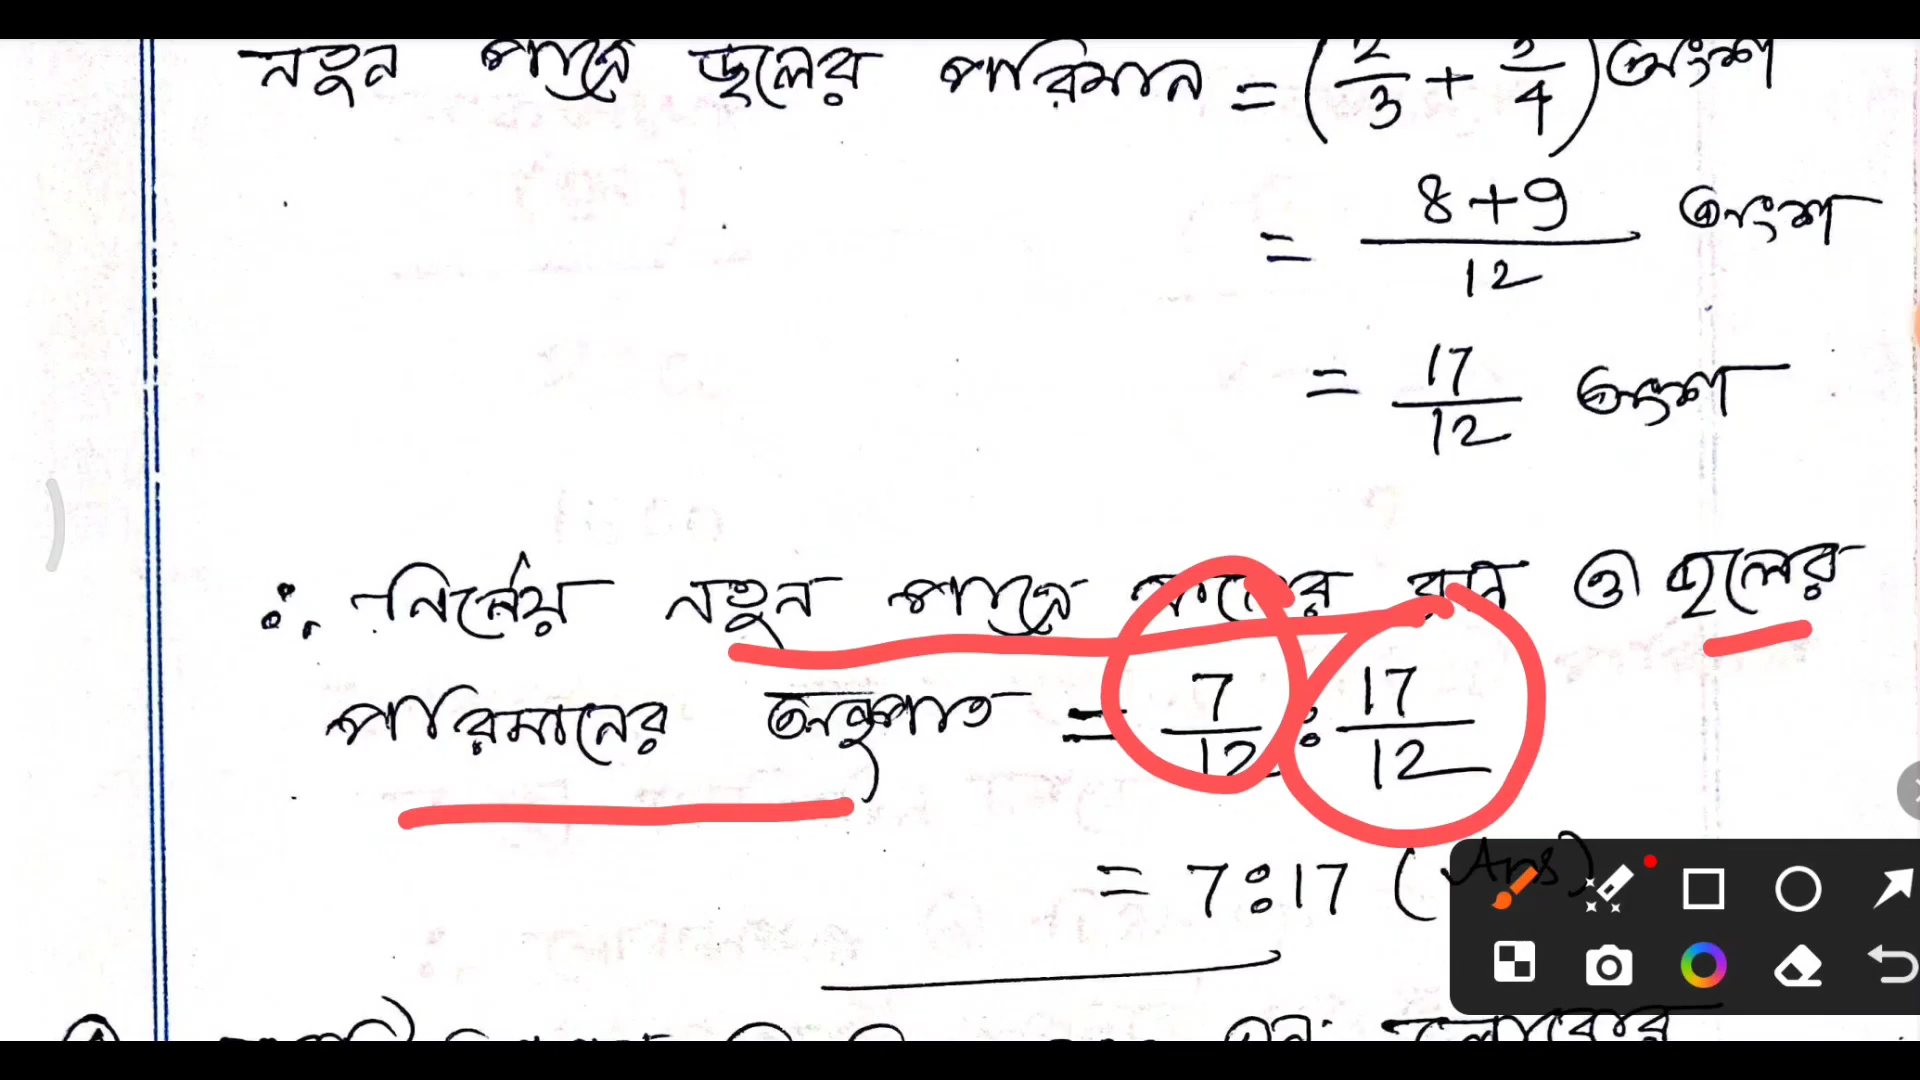 নতুন পাত্রে জলের পরিমান = (2/3 + 3/4) অংশ
= 8+9/12 অংশ
= 17/12 অংশ
∴ নির্নেয় নতুন পাত্রে ও জলের
পরিমানের অনুপাত = 7/12 : 17/12
= 7:17 (Ans)